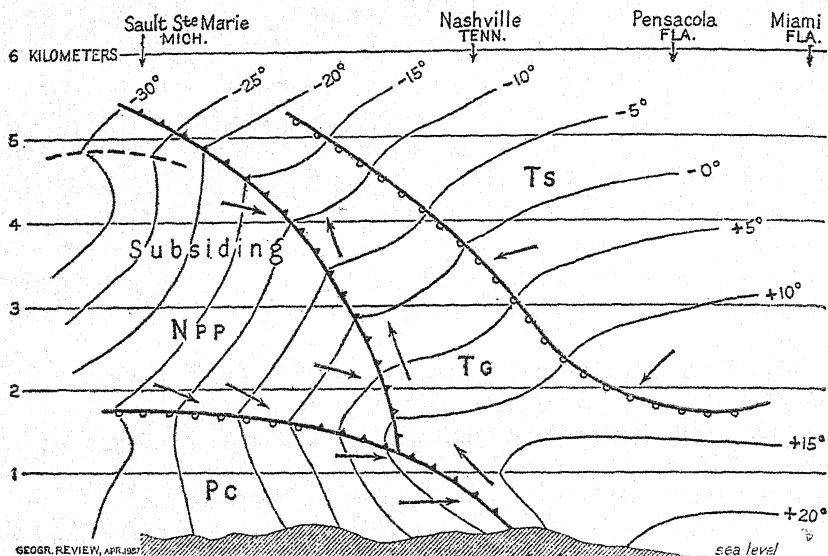 Sault Ste Marie
MICH.
Nashville
TENN.
Pensacola
FLA.
Miami
FLA.
6 KILOMETERS
-30°
-25°
-20°
-15°
-10°
-5°
5
Ts
-0°
4
+5°
Subsiding
3
+10°
NPP
TG
2
+15°
1
Pc
+20°
GEOGR. REVIEW, APR. 1937
sea level